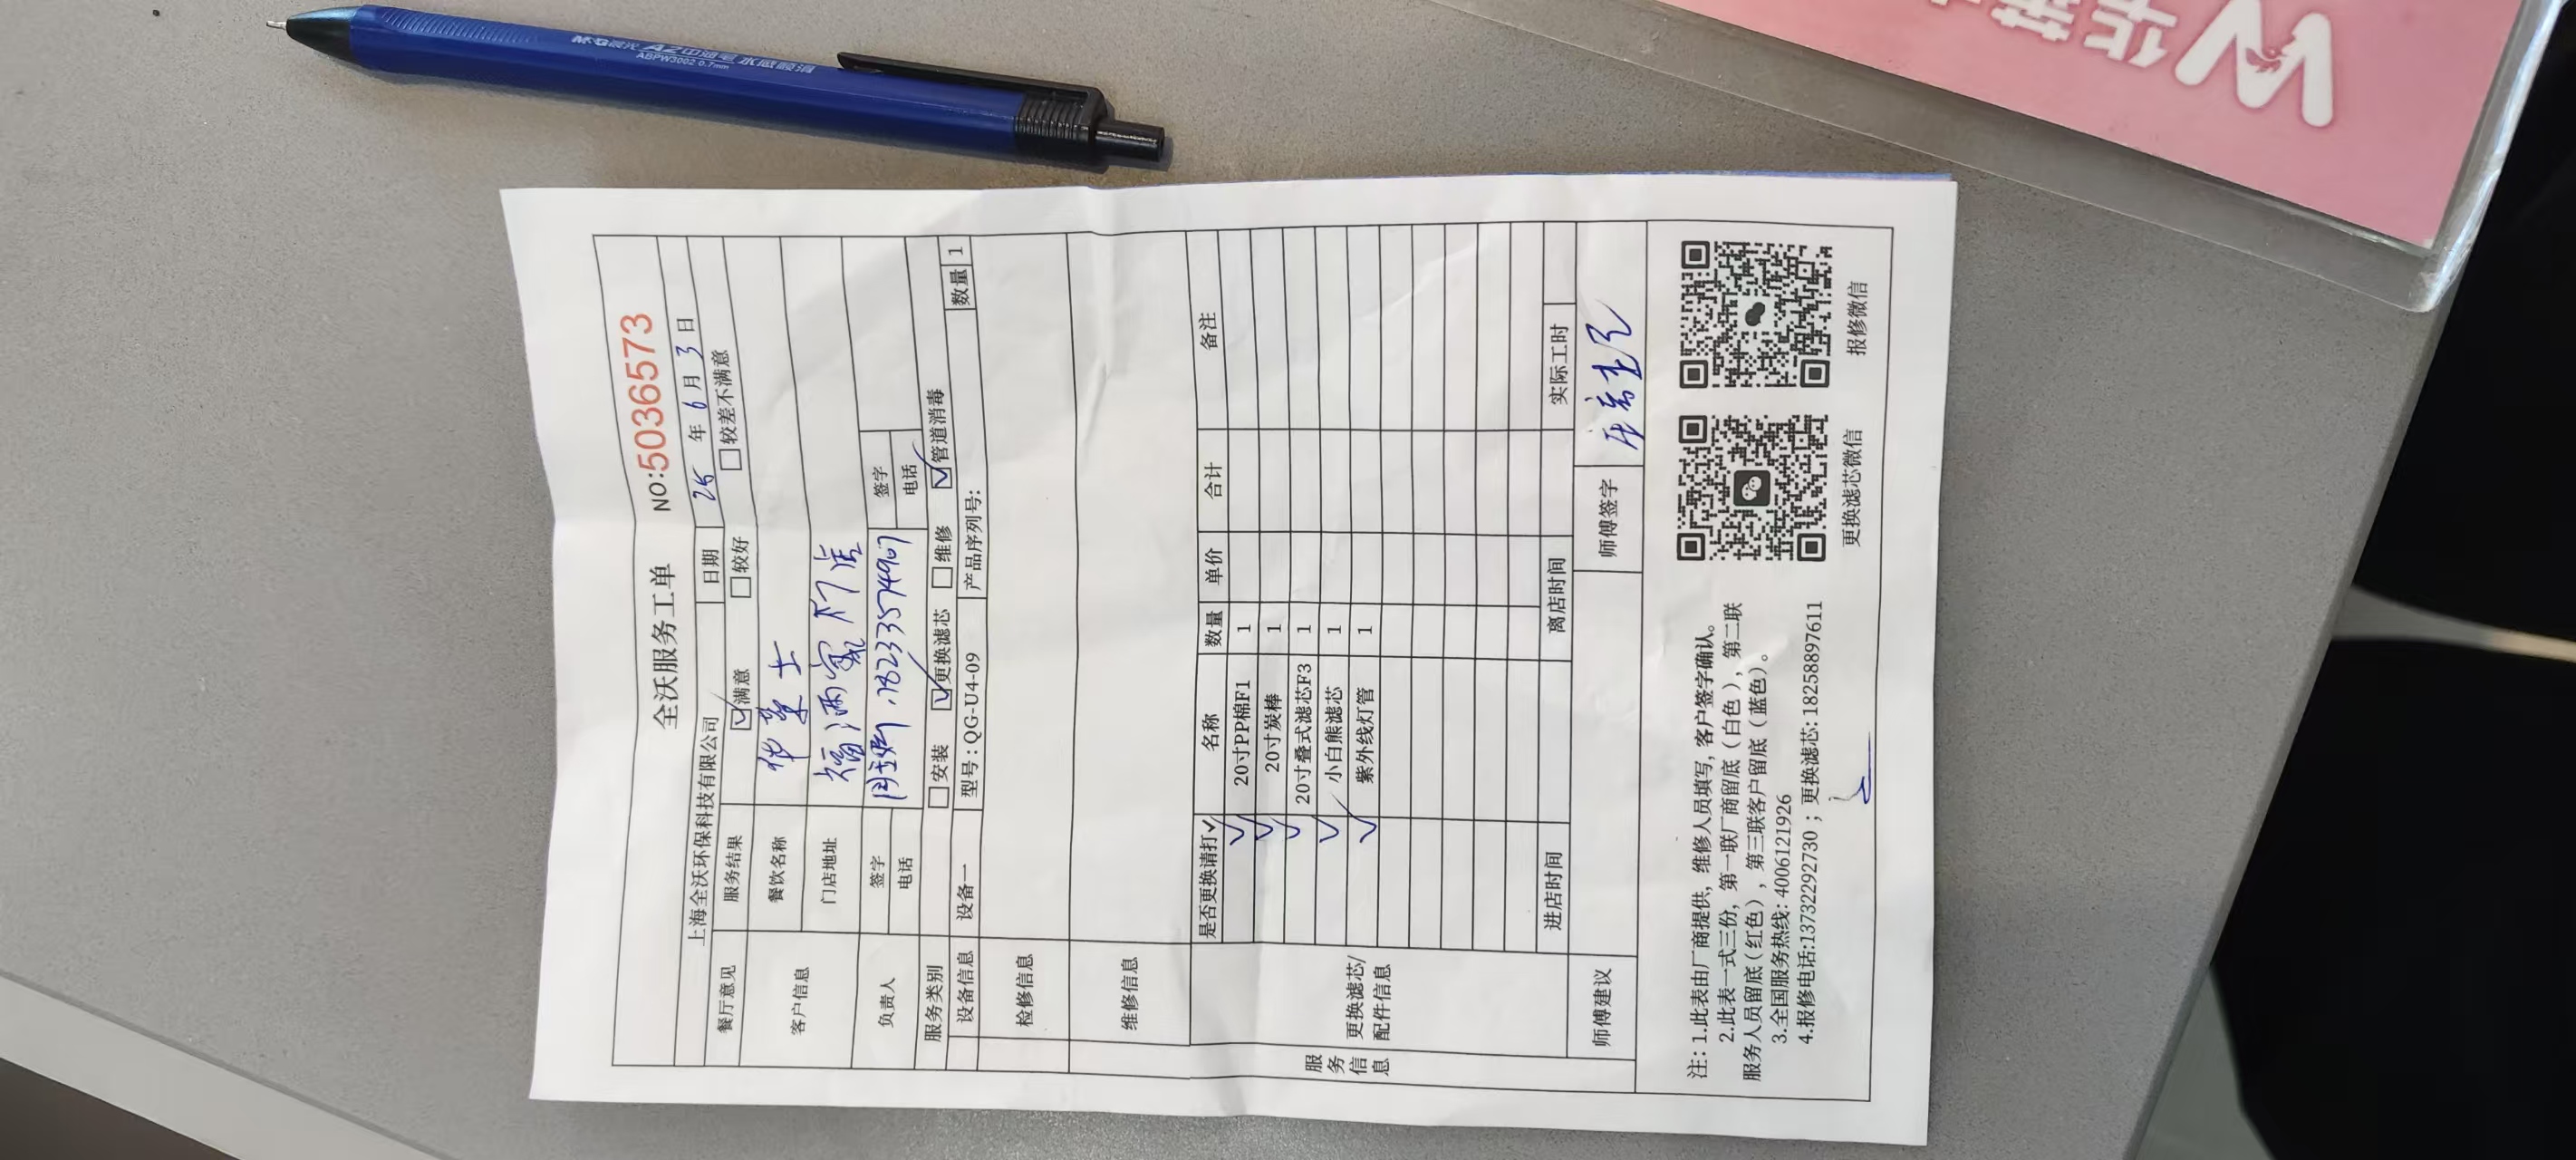 M&G晨光 A2中油笔 水感顺滑
ABPW3002 0.7mm
华莱
全沃服务工单 NO:5036573
上海全沃环保科技有限公司 日期 25 年 6 月 3 日
餐厅意见 服务结果 ☑满意 □较好 □较差不满意
客户信息 餐饮名称 华莱士
门店地址 福酒寓门店
负责人 签字 签字
电话 18233574907 电话
服务类别 □安装 ☑更换滤芯 □维修 ☑管道消毒
设备信息 设备一 型号:QG-U4-09 产品序列号: 数量 1
检修信息
维修信息
服务信息
更换滤芯/配件信息
是否更换请打✓ 名称 数量 单价 合计 备注
✓ 20寸PP棉F1 1
✓ 20寸炭棒 1
✓ 20寸叠式滤芯F3 1
✓ 小白熊滤芯 1
✓ 紫外线灯管 1
进店时间 离店时间 实际工时
师傅建议 师傅签字
注:1.此表由厂商提供,维修人员填写,客户签字确认。
2.此表一式三份,第一联厂商留底(白色),第二联
服务人员留底(红色),第三联客户留底(蓝色)。
3.全国服务热线: 4006121926
4.报修电话:13732292730 ; 更换滤芯: 18258897611
更换滤芯微信 报修微信